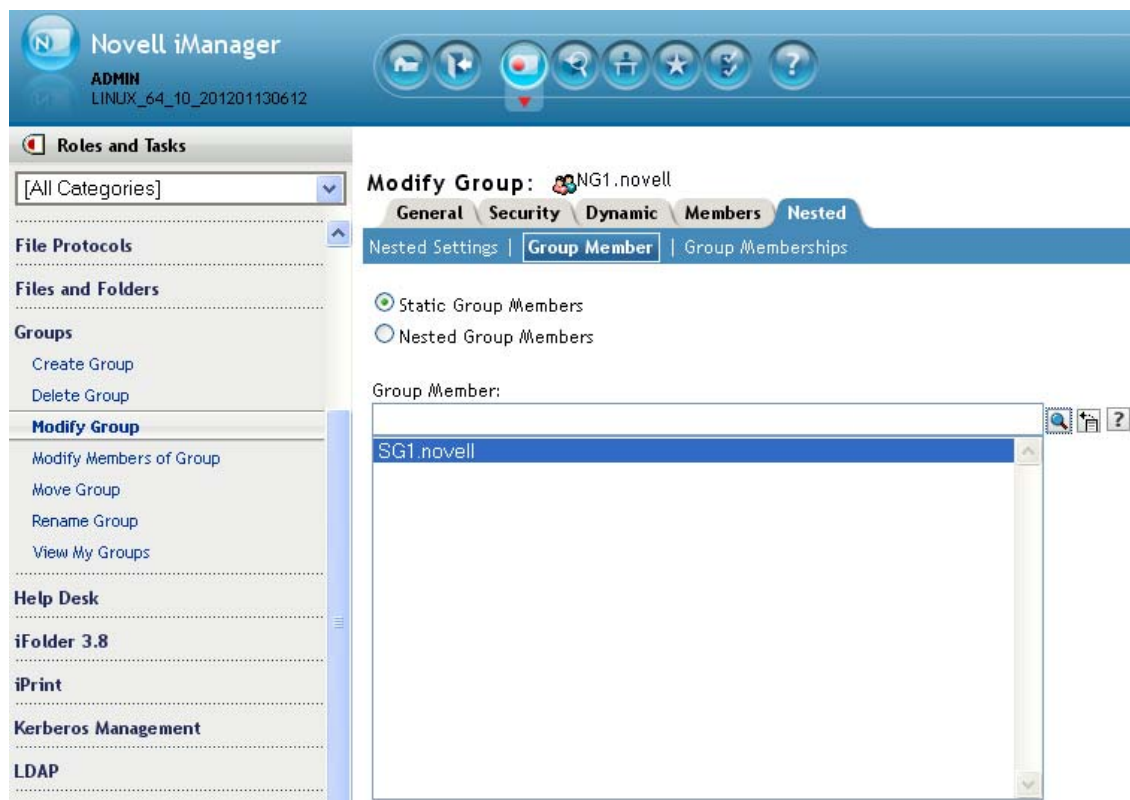 N
Novell iManager
ADMIN
LINUX_64_10_201201130612
?
Roles and Tasks
[All Categories]
File Protocols
Files and Folders
Groups
Create Group
Delete Group
Modify Group
Modify Members of Group
Move Group
Rename Group
View My Groups
Help Desk
iFolder 3.8
iPrint
Kerberos Management
LDAP
Modify Group: NG1.novell
General Security Dynamic Members Nested
Nested Settings | Group Member | Group Memberships
Static Group Members
Nested Group Members
Group Member:
?
SG1.novell